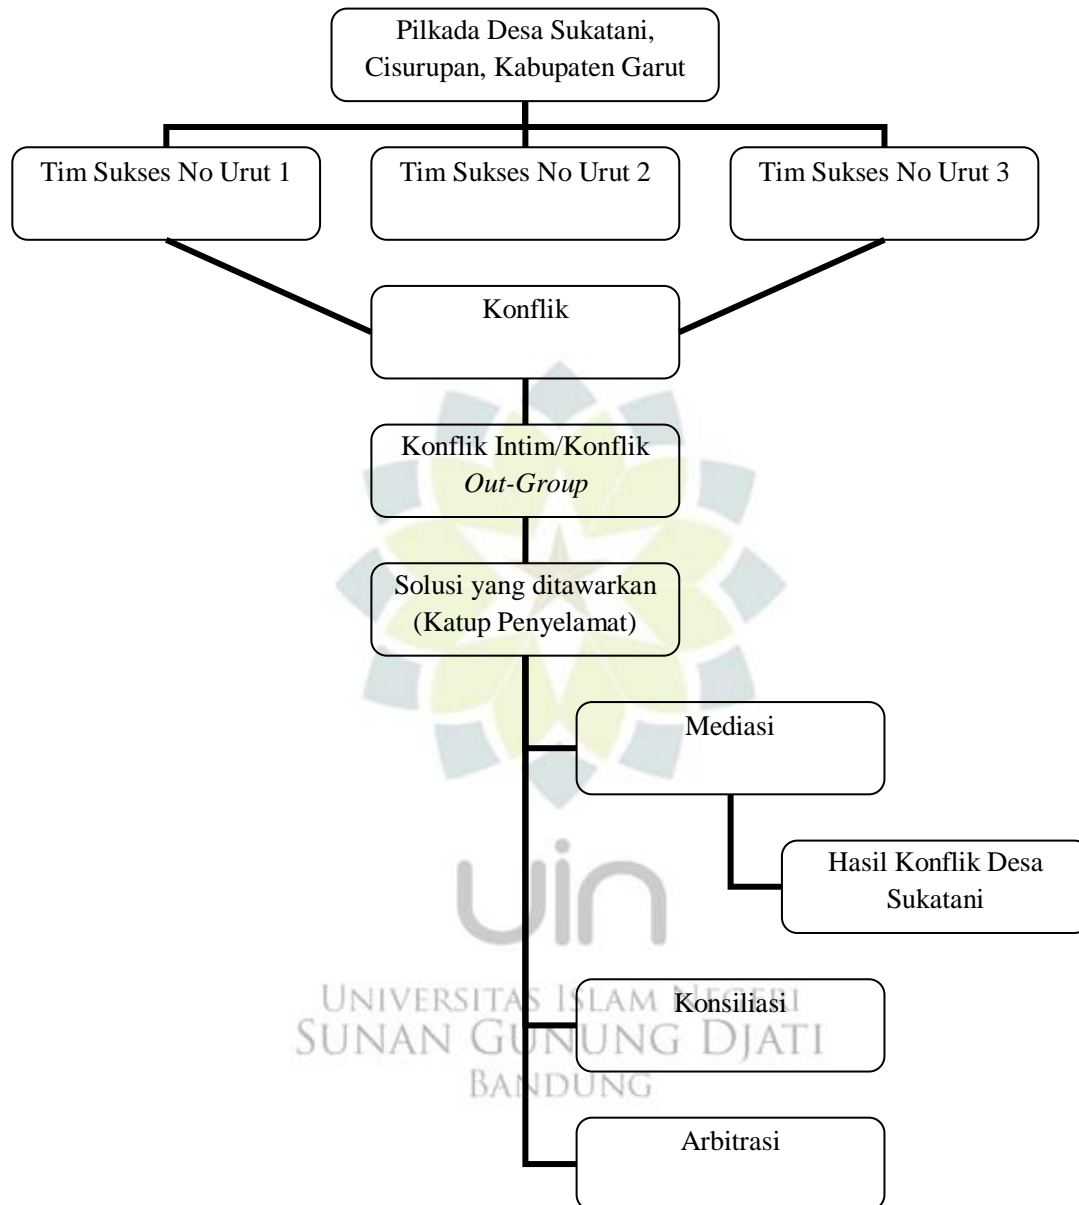 Pilkada Desa Sukatani,
Cisurupan, Kabupaten Garut
Tim Sukses No Urut 1
Tim Sukses No Urut 2
Tim Sukses No Urut 3
Konflik
Konflik Intim/Konflik
Out-Group
Solusi yang ditawarkan
(Katup Penyelamat)
Mediasi
Hasil Konflik Desa
Sukatani
uin
UNIVERSITAS ISLAM NEGERI
SUNAN GUNUNG DJATI
BANDUNG
Konsiliasi
Arbitrasi